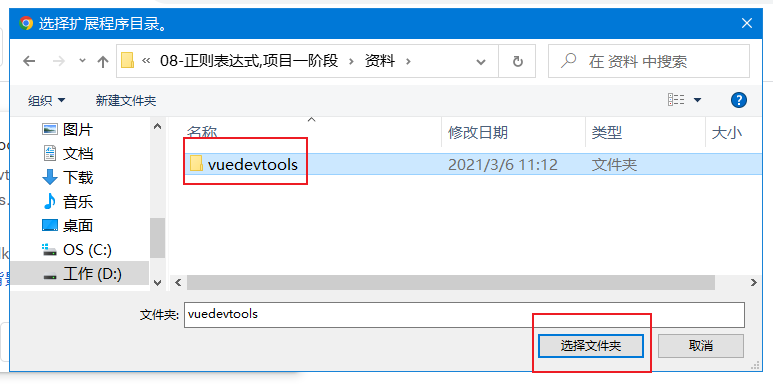 选择扩展程序目录。
08-正则表达式,项目一阶段 资料
在 资料 中搜索
组织 新建文件夹
名称 修改日期 类型 大小
图片
vuedevtools 2021/3/6 11:12 文件夹
文档
下载
音乐
桌面
OS (C:)
工作 (D:)
文件夹: vuedevtools
选择文件夹 取消